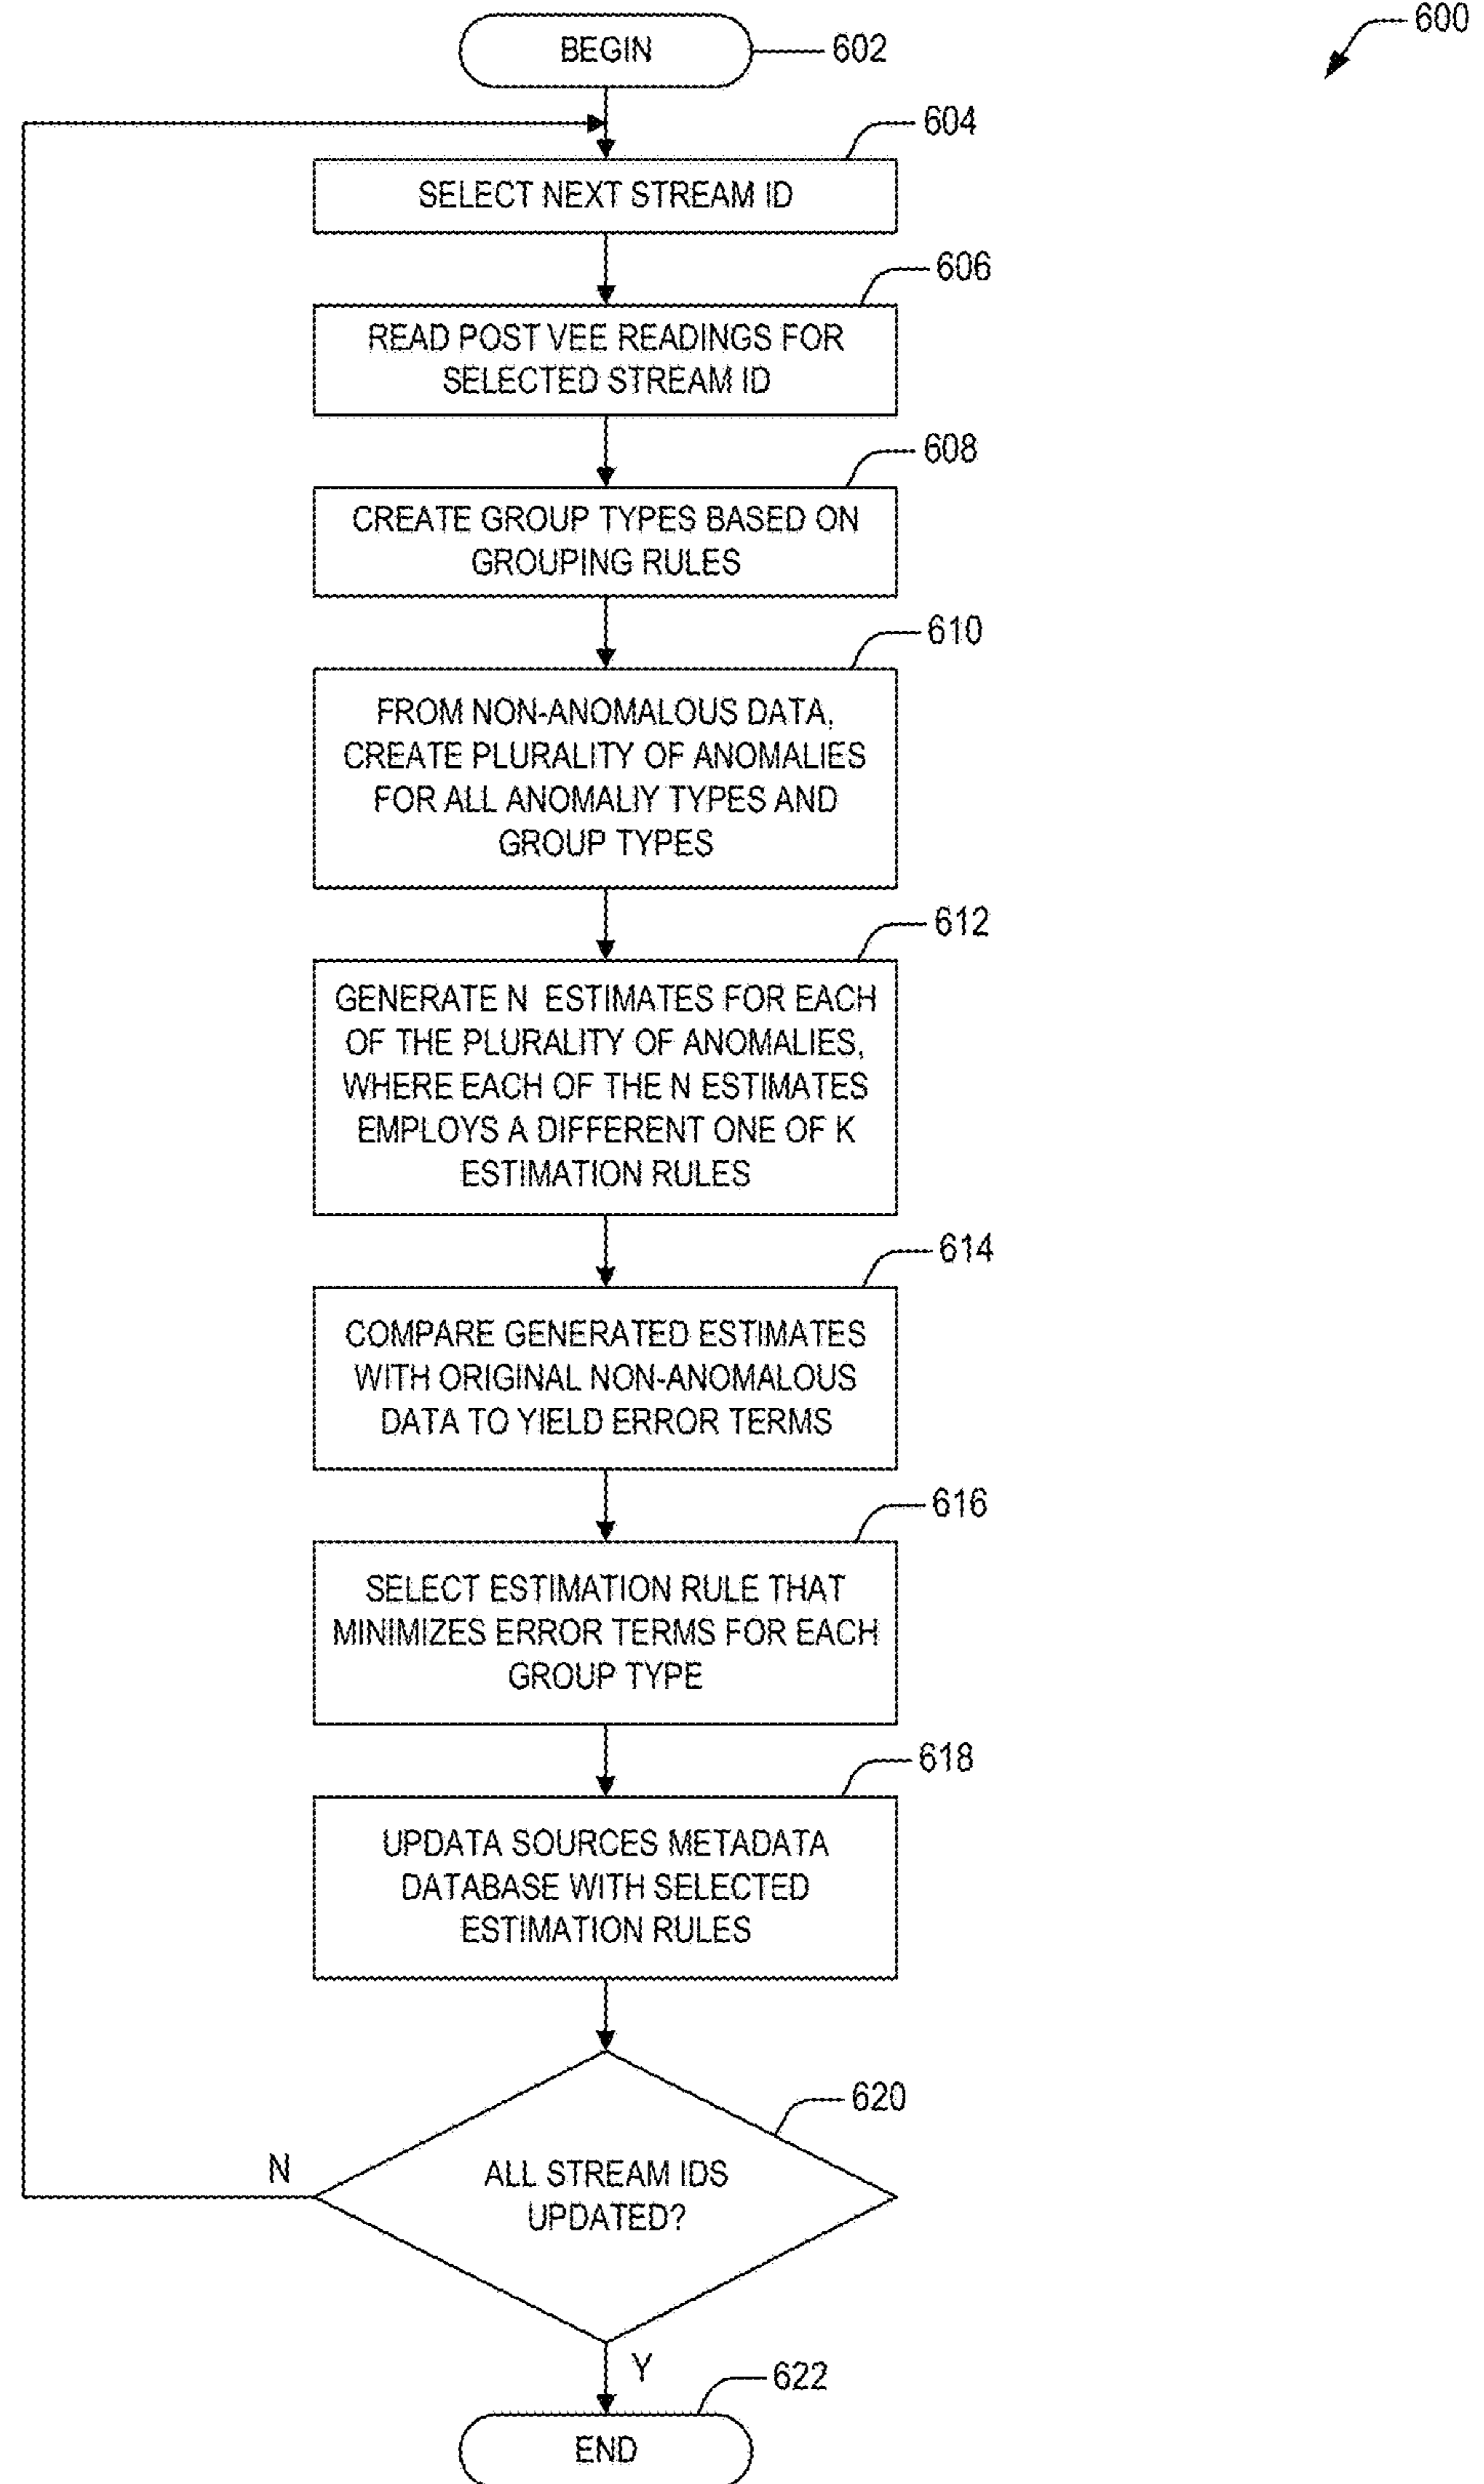 600
BEGIN
602
604
SELECT NEXT STREAM ID
606
READ POST VEE READINGS FOR
SELECTED STREAM ID
608
CREATE GROUP TYPES BASED ON
GROUPING RULES
610
FROM NON-ANOMALOUS DATA,
CREATE PLURALITY OF ANOMALIES
FOR ALL ANOMALIY TYPES AND
GROUP TYPES
612
GENERATE N ESTIMATES FOR EACH
OF THE PLURALITY OF ANOMALIES,
WHERE EACH OF THE N ESTIMATES
EMPLOYS A DIFFERENT ONE OF K
ESTIMATION RULES
614
COMPARE GENERATED ESTIMATES
WITH ORIGINAL NON-ANOMALOUS
DATA TO YIELD ERROR TERMS
616
SELECT ESTIMATION RULE THAT
MINIMIZES ERROR TERMS FOR EACH
GROUP TYPE
618
UPDATA SOURCES METADATA
DATABASE WITH SELECTED
ESTIMATION RULES
620
N
ALL STREAM IDS
UPDATED?
Y
622
END